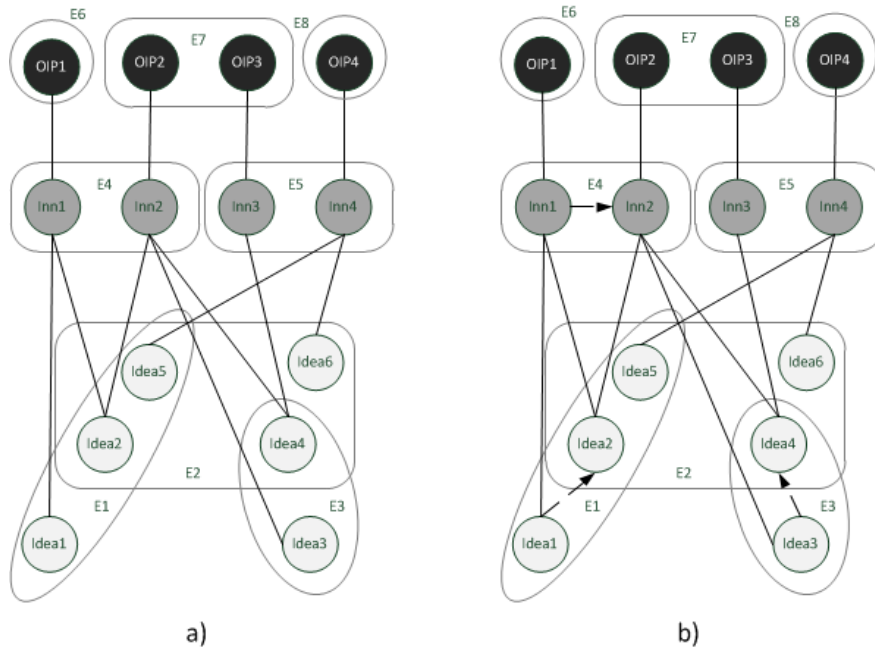 E6
E7
E8
OIP1
OIP2
OIP3
OIP4
E4
E5
Inn1
Inn2
Inn3
Inn4
Idea5
Idea6
Idea2
Idea4
E2
E1
E3
Idea1
Idea3
a)
E6
E7
E8
OIP1
OIP2
OIP3
OIP4
E4
E5
Inn1
Inn2
Inn3
Inn4
Idea5
Idea6
Idea2
Idea4
E2
E1
E3
Idea1
Idea3
b)